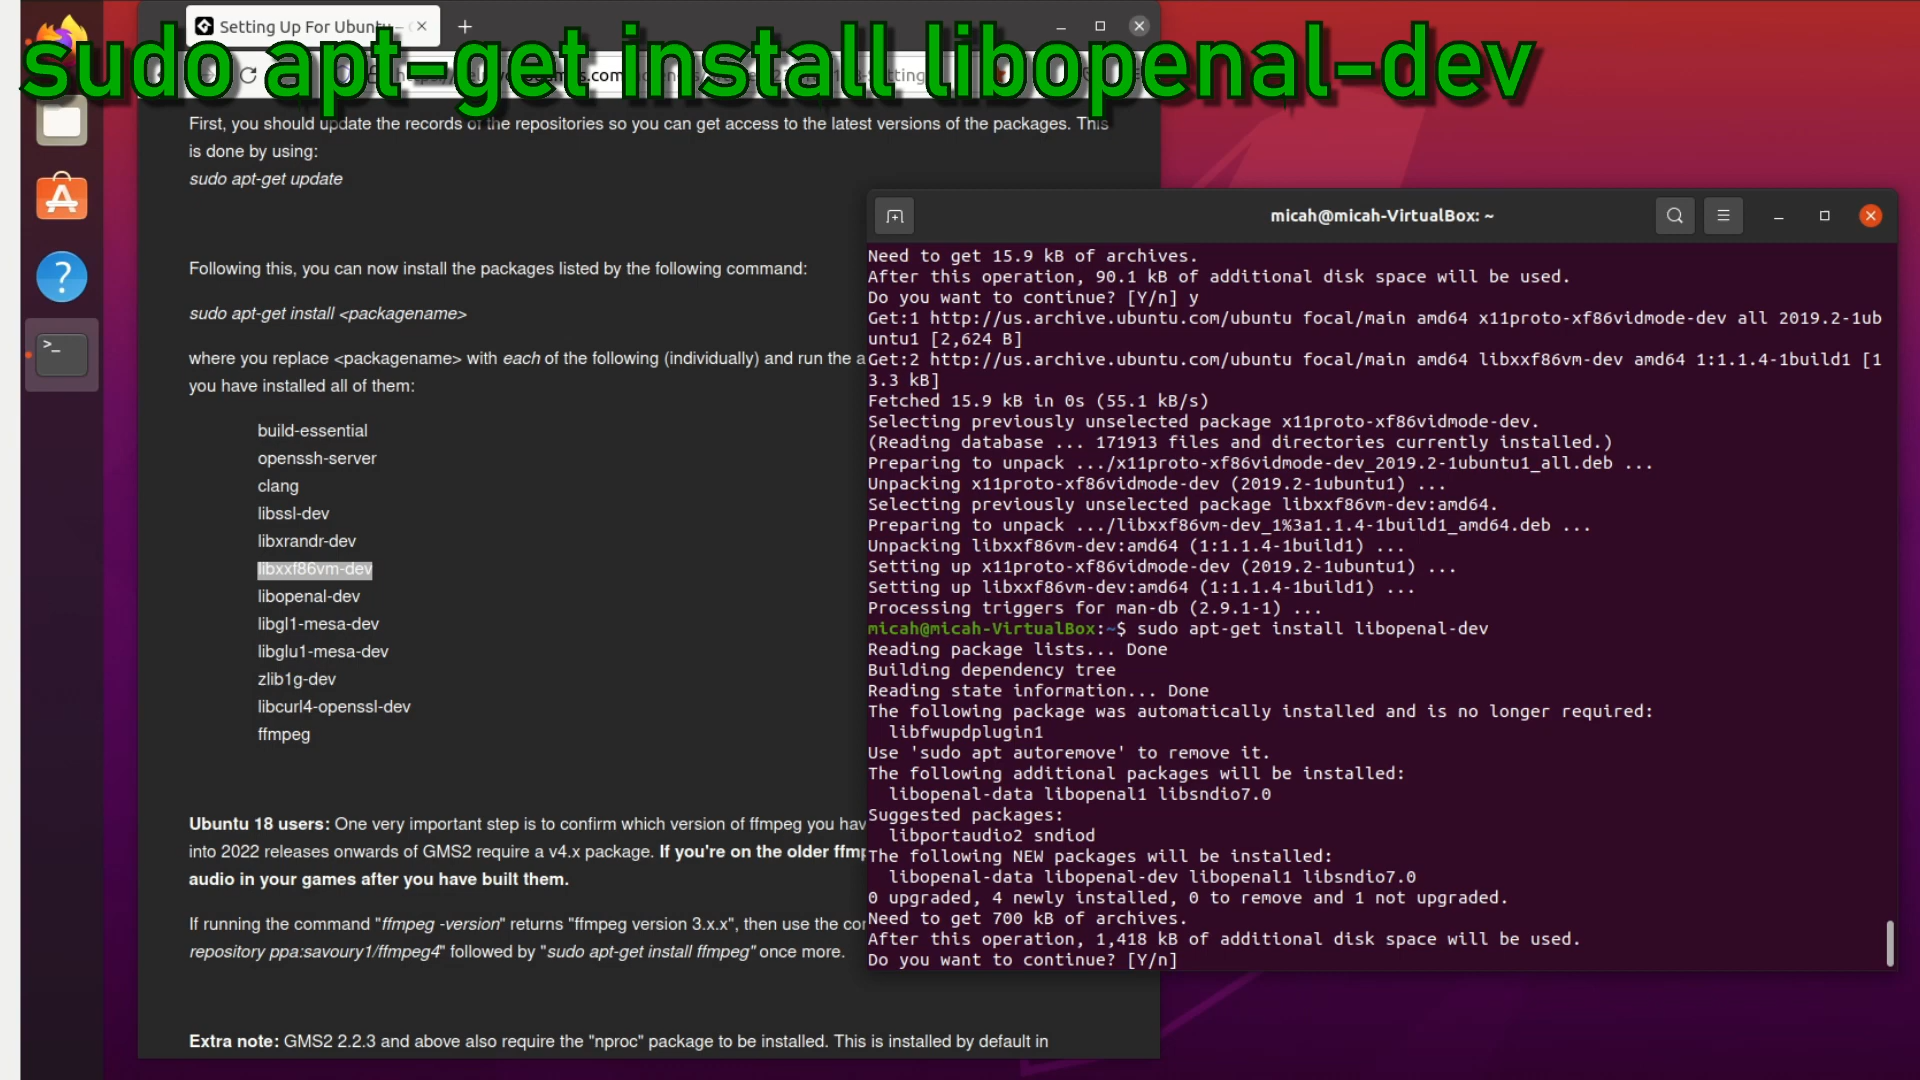 Setting Up For Ubuntu –
sudo apt-get install libopenal-dev
First, you should update the records of the repositories so you can get access to the latest versions of the packages. This
is done by using:
sudo apt-get update
Following this, you can now install the packages listed by the following command:
sudo apt-get install <packagename>
where you replace <packagename> with each of the following (individually) and run the
you have installed all of them:
build-essential
openssh-server
clang
libssl-dev
libxrandr-dev
libxxf86vm-dev
libopenal-dev
libgl1-mesa-dev
libglu1-mesa-dev
zlib1g-dev
libcurl4-openssl-dev
ffmpeg
Ubuntu 18 users: One very important step is to confirm which version of ffmpeg you hav
into 2022 releases onwards of GMS2 require a v4.x package. If you're on the older ffmp
audio in your games after you have built them.
If running the command "ffmpeg -version" returns "ffmpeg version 3.x.x", then use the co
repository ppa:savoury1/ffmpeg4" followed by "sudo apt-get install ffmpeg" once more.
Extra note: GMS2 2.2.3 and above also require the "nproc" package to be installed. This is installed by default in
micah@micah-VirtualBox: ~
Need to get 15.9 kB of archives.
After this operation, 90.1 kB of additional disk space will be used.
Do you want to continue? [Y/n] y
Get:1 http://us.archive.ubuntu.com/ubuntu focal/main amd64 x11proto-xf86vidmode-dev all 2019.2-1ub
untu1 [2,624 B]
Get:2 http://us.archive.ubuntu.com/ubuntu focal/main amd64 libxxf86vm-dev amd64 1:1.1.4-1build1 [1
3.3 kB]
Fetched 15.9 kB in 0s (55.1 kB/s)
Selecting previously unselected package x11proto-xf86vidmode-dev.
(Reading database ... 171913 files and directories currently installed.)
Preparing to unpack .../x11proto-xf86vidmode-dev_2019.2-1ubuntu1_all.deb ...
Unpacking x11proto-xf86vidmode-dev (2019.2-1ubuntu1) ...
Selecting previously unselected package libxxf86vm-dev:amd64.
Preparing to unpack .../libxxf86vm-dev_1%3a1.1.4-1build1_amd64.deb ...
Unpacking libxxf86vm-dev:amd64 (1:1.1.4-1build1) ...
Setting up x11proto-xf86vidmode-dev (2019.2-1ubuntu1) ...
Setting up libxxf86vm-dev:amd64 (1:1.1.4-1build1) ...
Processing triggers for man-db (2.9.1-1) ...
micah@micah-VirtualBox:~$ sudo apt-get install libopenal-dev
Reading package lists... Done
Building dependency tree
Reading state information... Done
The following package was automatically installed and is no longer required:
libfwupdplugin1
Use 'sudo apt autoremove' to remove it.
The following additional packages will be installed:
libopenal-data libopenal1 libsndio7.0
Suggested packages:
libportaudio2 sndiod
The following NEW packages will be installed:
libopenal-data libopenal-dev libopenal1 libsndio7.0
0 upgraded, 4 newly installed, 0 to remove and 1 not upgraded.
Need to get 700 kB of archives.
After this operation, 1,418 kB of additional disk space will be used.
Do you want to continue? [Y/n]